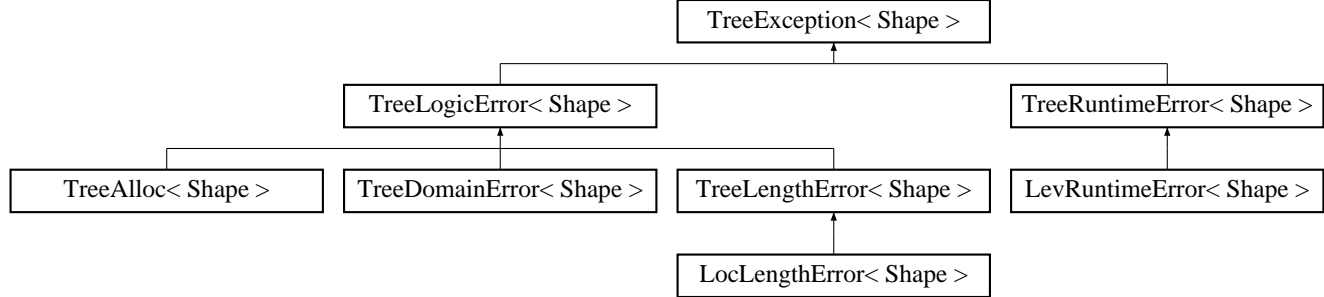 TreeException< Shape >
TreeLogicError< Shape >
TreeRuntimeError< Shape >
TreeAlloc< Shape >
TreeDomainError< Shape >
TreeLengthError< Shape >
LevRuntimeError< Shape >
LocLengthError< Shape >